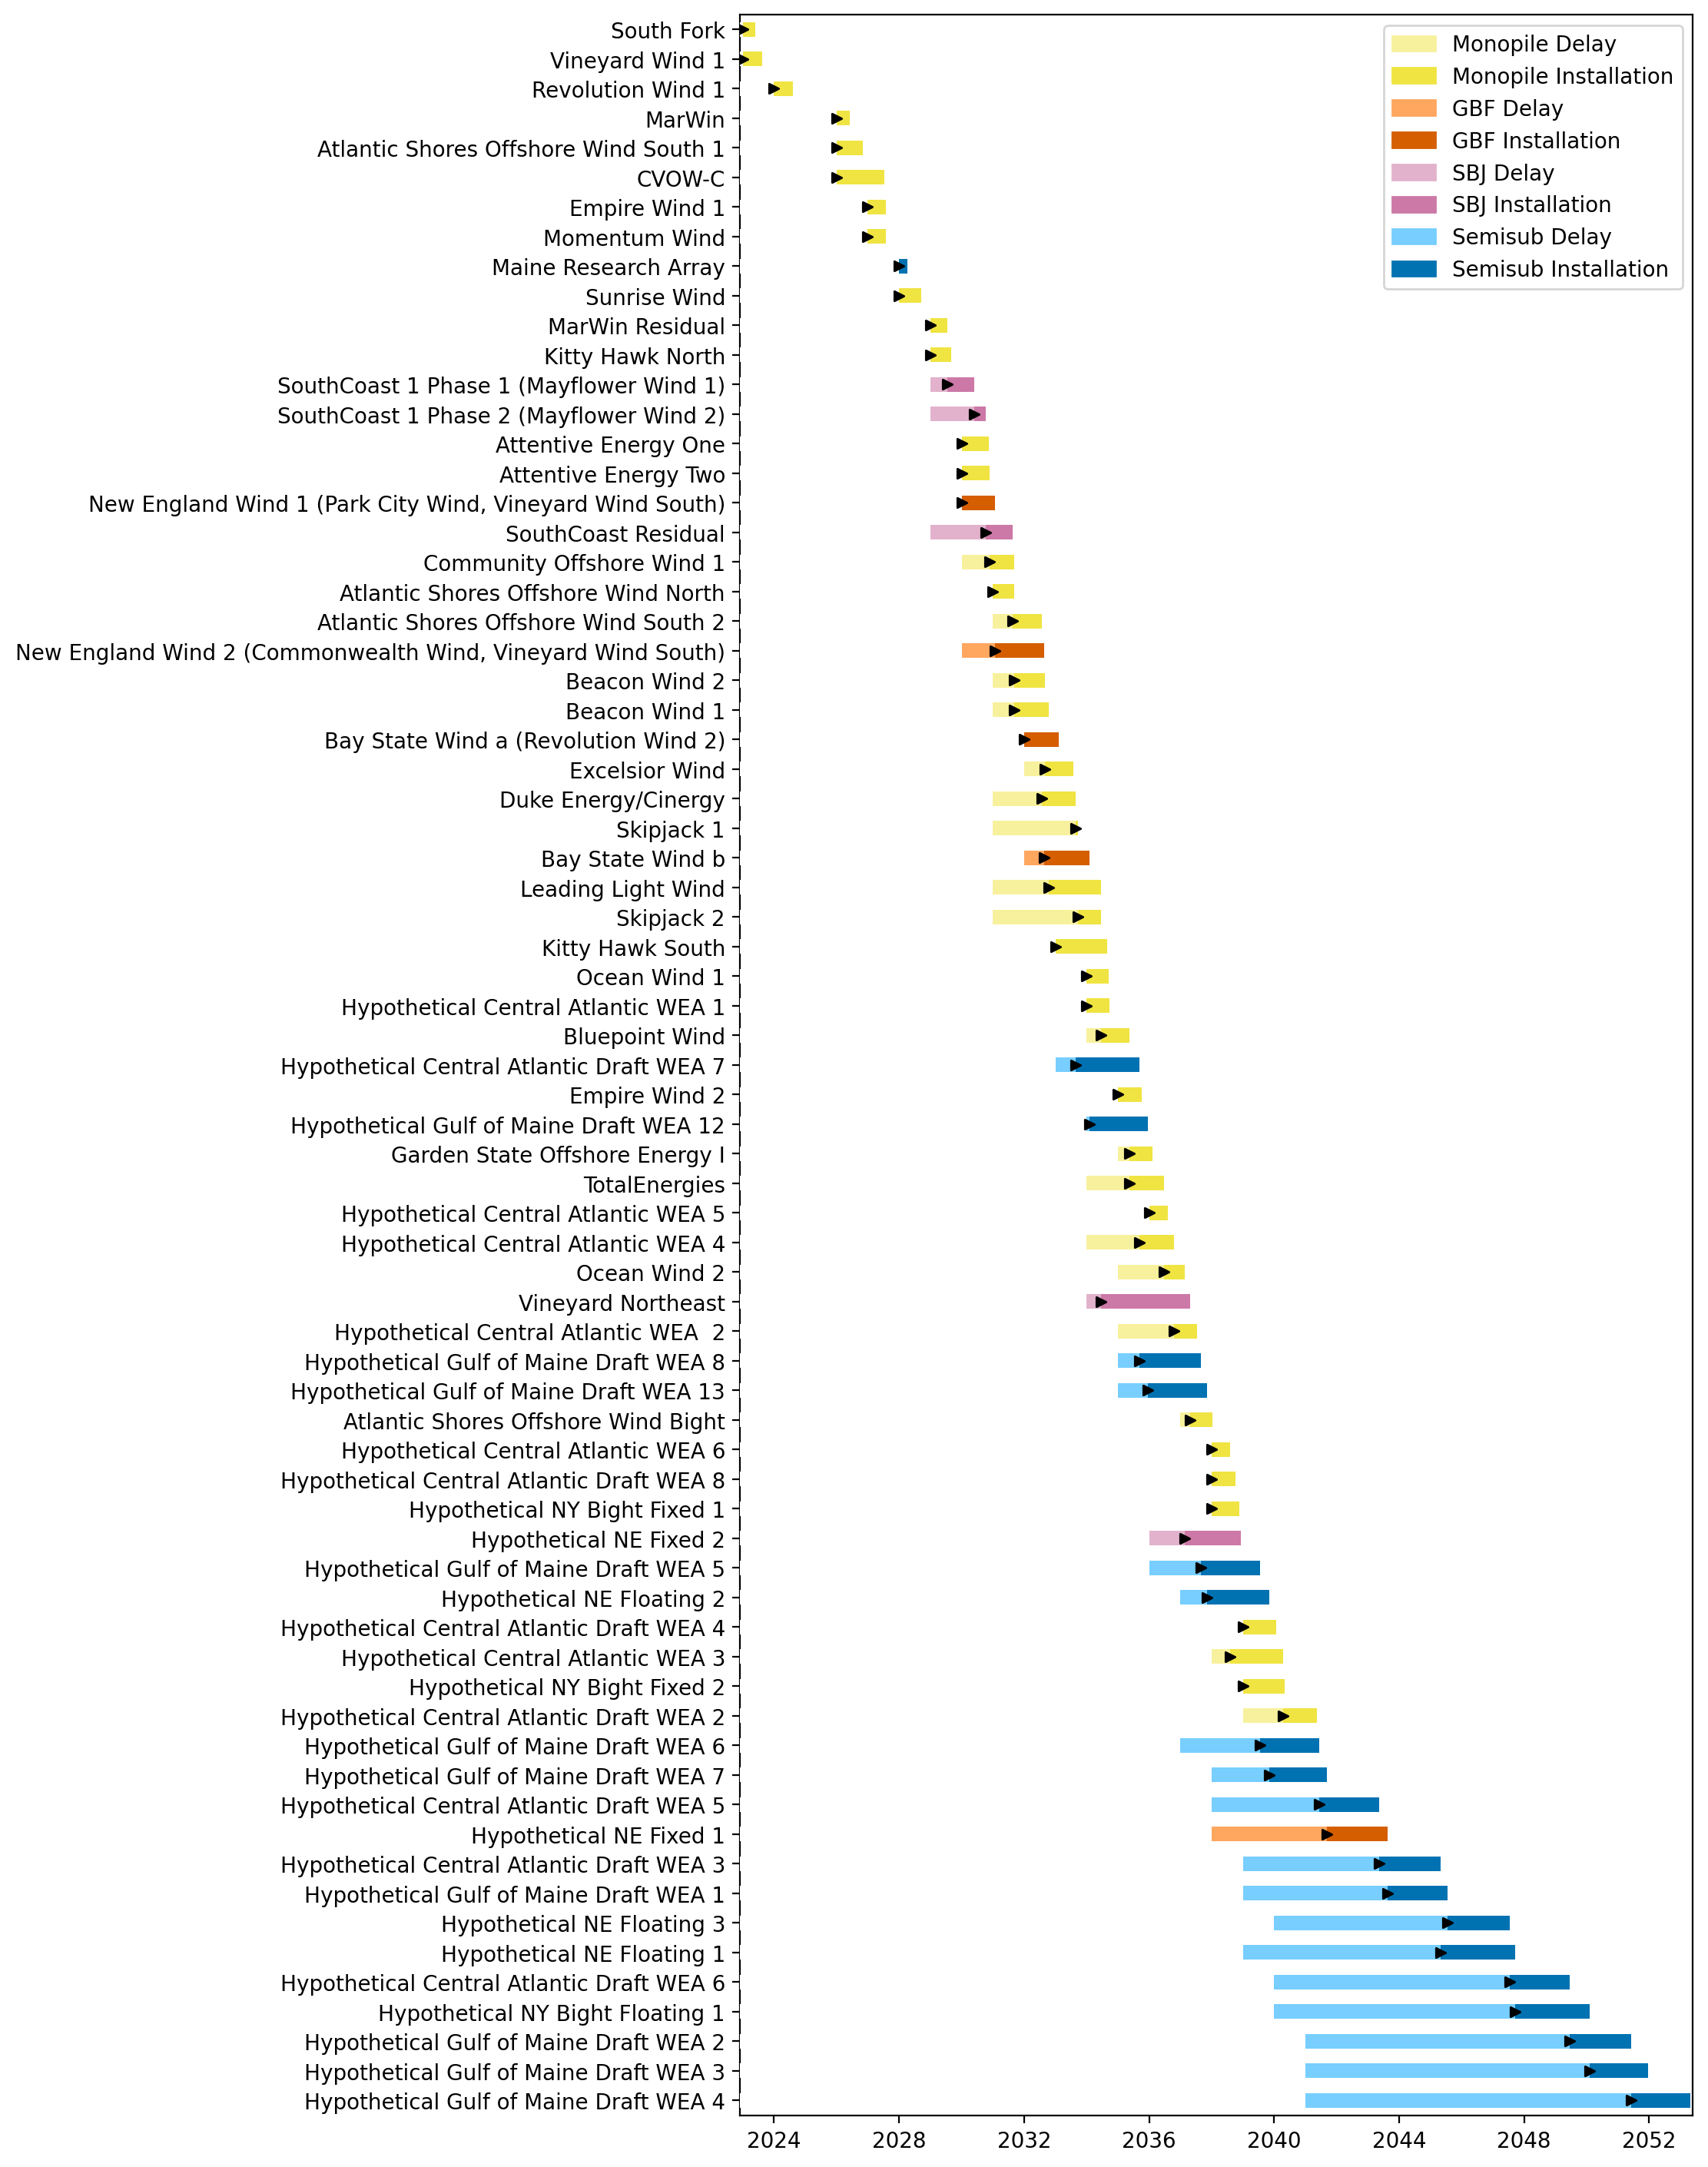 South Fork
Vineyard Wind 1
Revolution Wind 1
MarWin
Atlantic Shores Offshore Wind South 1
CVOW-C
Empire Wind 1
Momentum Wind
Maine Research Array
Sunrise Wind
MarWin Residual
Kitty Hawk North
SouthCoast 1 Phase 1 (Mayflower Wind 1)
SouthCoast 1 Phase 2 (Mayflower Wind 2)
Attentive Energy One
Attentive Energy Two
New England Wind 1 (Park City Wind, Vineyard Wind South)
SouthCoast Residual
Community Offshore Wind 1
Atlantic Shores Offshore Wind North
Atlantic Shores Offshore Wind South 2
New England Wind 2 (Commonwealth Wind, Vineyard Wind South)
Beacon Wind 2
Beacon Wind 1
Bay State Wind a (Revolution Wind 2)
Excelsior Wind
Duke Energy/Cinergy
Skipjack 1
Bay State Wind b
Leading Light Wind
Skipjack 2
Kitty Hawk South
Ocean Wind 1
Hypothetical Central Atlantic WEA 1
Bluepoint Wind
Hypothetical Central Atlantic Draft WEA 7
Empire Wind 2
Hypothetical Gulf of Maine Draft WEA 12
Garden State Offshore Energy I
TotalEnergies
Hypothetical Central Atlantic WEA 5
Hypothetical Central Atlantic WEA 4
Ocean Wind 2
Vineyard Northeast
Hypothetical Central Atlantic WEA  2
Hypothetical Gulf of Maine Draft WEA 8
Hypothetical Gulf of Maine Draft WEA 13
Atlantic Shores Offshore Wind Bight
Hypothetical Central Atlantic WEA 6
Hypothetical Central Atlantic Draft WEA 8
Hypothetical NY Bight Fixed 1
Hypothetical NE Fixed 2
Hypothetical Gulf of Maine Draft WEA 5
Hypothetical NE Floating 2
Hypothetical Central Atlantic Draft WEA 4
Hypothetical Central Atlantic WEA 3
Hypothetical NY Bight Fixed 2
Hypothetical Central Atlantic Draft WEA 2
Hypothetical Gulf of Maine Draft WEA 6
Hypothetical Gulf of Maine Draft WEA 7
Hypothetical Central Atlantic Draft WEA 5
Hypothetical NE Fixed 1
Hypothetical Central Atlantic Draft WEA 3
Hypothetical Gulf of Maine Draft WEA 1
Hypothetical NE Floating 3
Hypothetical NE Floating 1
Hypothetical Central Atlantic Draft WEA 6
Hypothetical NY Bight Floating 1
Hypothetical Gulf of Maine Draft WEA 2
Hypothetical Gulf of Maine Draft WEA 3
Hypothetical Gulf of Maine Draft WEA 4
Monopile Delay
Monopile Installation
GBF Delay
GBF Installation
SBJ Delay
SBJ Installation
Semisub Delay
Semisub Installation
2024 2028 2032 2036 2040 2044 2048 2052